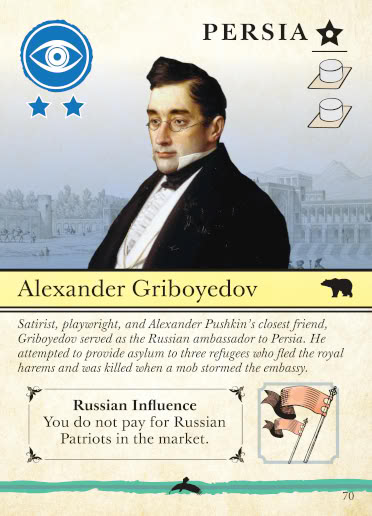 PERSIA
Alexander Griboyedov
Satirist, playwright, and Alexander Pushkin's closest friend,
Griboyedov served as the Russian ambassador to Persia. He
attempted to provide asylum to three refugees who fled the royal
harems and was killed when a mob stormed the embassy.
Russian Influence
You do not pay for Russian
Patriots in the market.
70